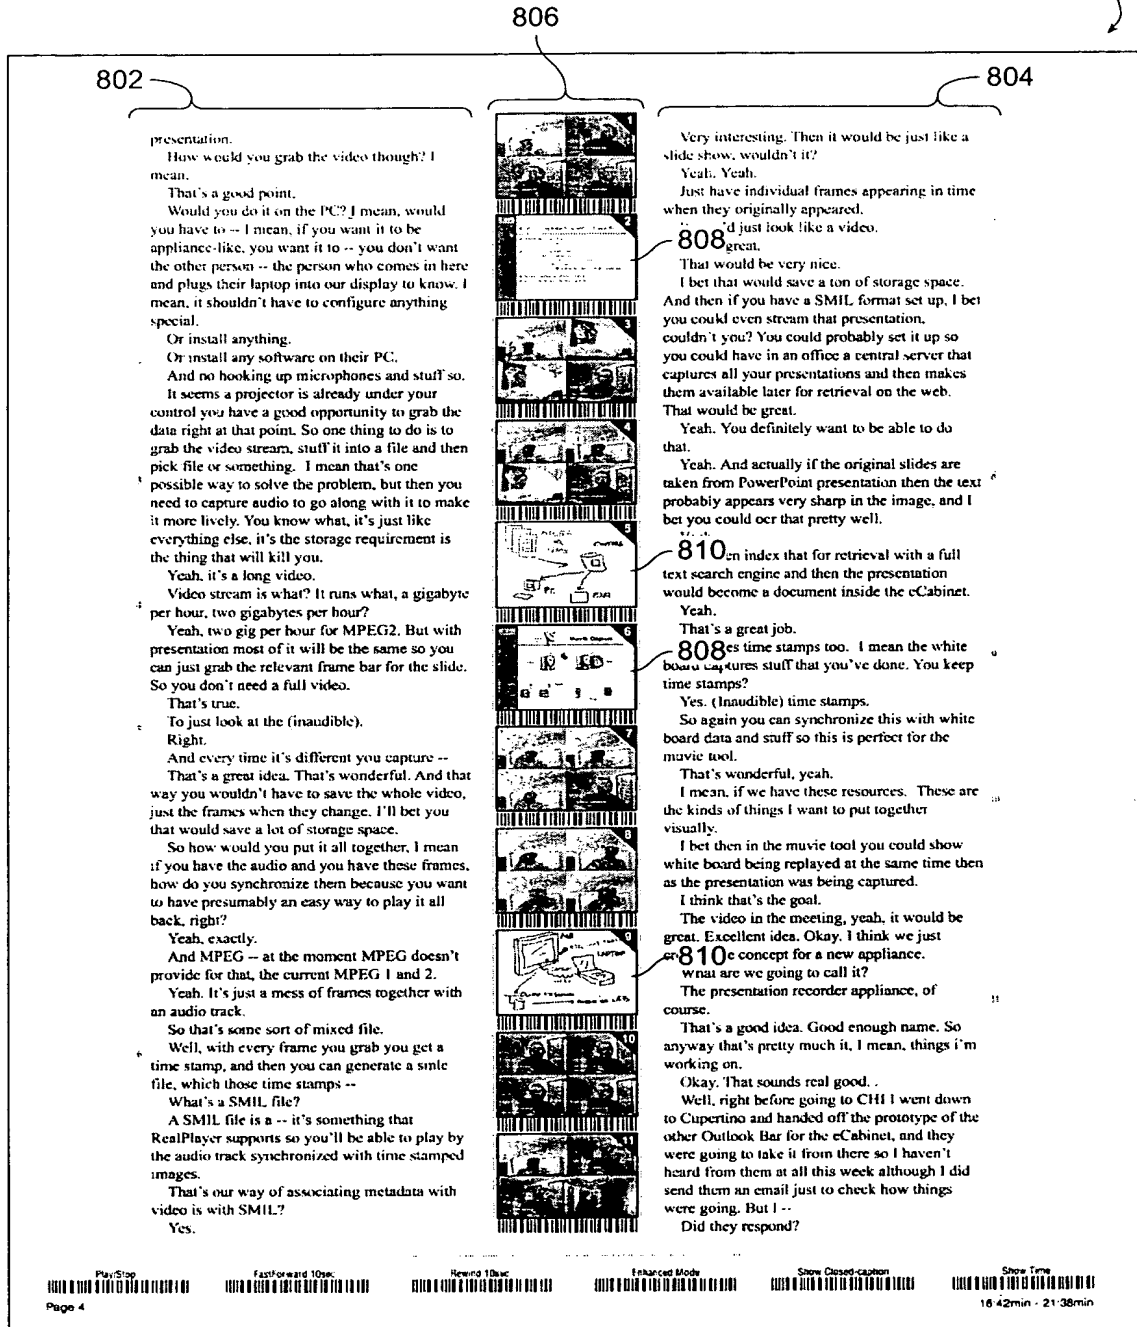 806
802
804
presentation.
How would you grab the video though? I
mean.
That's a good point.
Would you do it on the PC? I mean, would
you have to -- I mean, if you want it to be
appliance-like, you want it to -- you don't want
the other person -- the person who comes in here
and plugs their laptop into our display to know. I
mean, it shouldn't have to configure anything
special.
Or install anything.
Or install any software on their PC.
And no hooking up microphones and stuff so.
It seems a projector is already under your
control you have a good opportunity to grab the
data right at that point. So one thing to do is to
grab the video stream, stuff it into a file and then
pick file or something. I mean that's one
possible way to solve the problem, but then you
need to capture audio to go along with it to make
it more lively. You know what, it's just like
everything else, it's the storage requirement is
the thing that will kill you.
Yeah, it's a long video.
Video stream is what? It runs what, a gigabyte
per hour, two gigabytes per hour?
Yeah, two gig per hour for MPEG2. But with
presentation most of it will be the same so you
can just grab the relevant frame bar for the slide.
So you don't need a full video.
That's true.
To just look at the (inaudible).
Right.
And every time it's different you capture --
That's a great idea. That's wonderful. And that
way you wouldn't have to save the whole video,
just the frames when they change. I'll bet you
that would save a lot of storage space.
So how would you put it all together, I mean
if you have the audio and you have these frames,
how do you synchronize them because you want
to have presumably an easy way to play it all
back, right?
Yeah, exactly.
And MPEG -- at the moment MPEG doesn't
provide for that, the current MPEG 1 and 2.
Yeah. It's just a mess of frames together with
an audio track.
So that's some sort of mixed file.
Well, with every frame you grab you get a
time stamp, and then you can generate a smle
file, which those time stamps --
What's a SMIL file?
A SMIL file is a -- it's something that
RealPlayer supports so you'll be able to play by
the audio track synchronized with time stamped
images.
That's our way of associating metadata with
video is with SMIL?
Yes.
1
2
3
4
5
PC
6
7
8
9
LAPTOP
10
11
Very interesting. Then it would be just like a
slide show, wouldn't it?
Yeah. Yeah.
Just have individual frames appearing in time
when they originally appeared.
'd just look like a video.
808
great.
That would be very nice.
I bet that would save a ton of storage space.
And then if you have a SMIL format set up, I bet
you could even stream that presentation,
couldn't you? You could probably set it up so
you could have in an office a central server that
captures all your presentations and then makes
them available later for retrieval on the web.
That would be great.
Yeah. You definitely want to be able to do
that.
Yeah. And actually if the original slides are
taken from PowerPoint presentation then the text
probably appears very sharp in the image, and I
bet you could ocr that pretty well.
810
en index that for retrieval with a full
text search engine and then the presentation
would become a document inside the eCabinet.
Yeah.
That's a great job.
808
es time stamps too. I mean the white
board captures stuff that you've done. You keep
time stamps?
Yes. (Inaudible) time stamps.
So again you can synchronize this with white
board data and stuff so this is perfect for the
muvie tool.
That's wonderful, yeah.
I mean, if we have these resources. These are
the kinds of things I want to put together
visually.
I bet then in the muvie tool you could show
white board being replayed at the same time then
as the presentation was being captured.
I think that's the goal.
The video in the meeting, yeah, it would be
great. Excellent idea. Okay. I think we just
810
e concept for a new appliance.
What are we going to call it?
The presentation recorder appliance, of
course.
That's a good idea. Good enough name. So
anyway that's pretty much it, I mean, things i'm
working on.
Okay. That sounds real good. .
Well, right before going to CHI I went down
to Cupertino and handed off the prototype of the
other Outlook Bar for the eCabinet, and they
were going to take it from there so I haven't
heard from them at all this week although I did
send them an email just to check how things
were going. But I --
Did they respond?
Play/Stop
FastForward 10sec
Rewind 10sec
Enhanced Mode
Show Closed-caption
Show Time
Page 4
16:42min - 21:38min